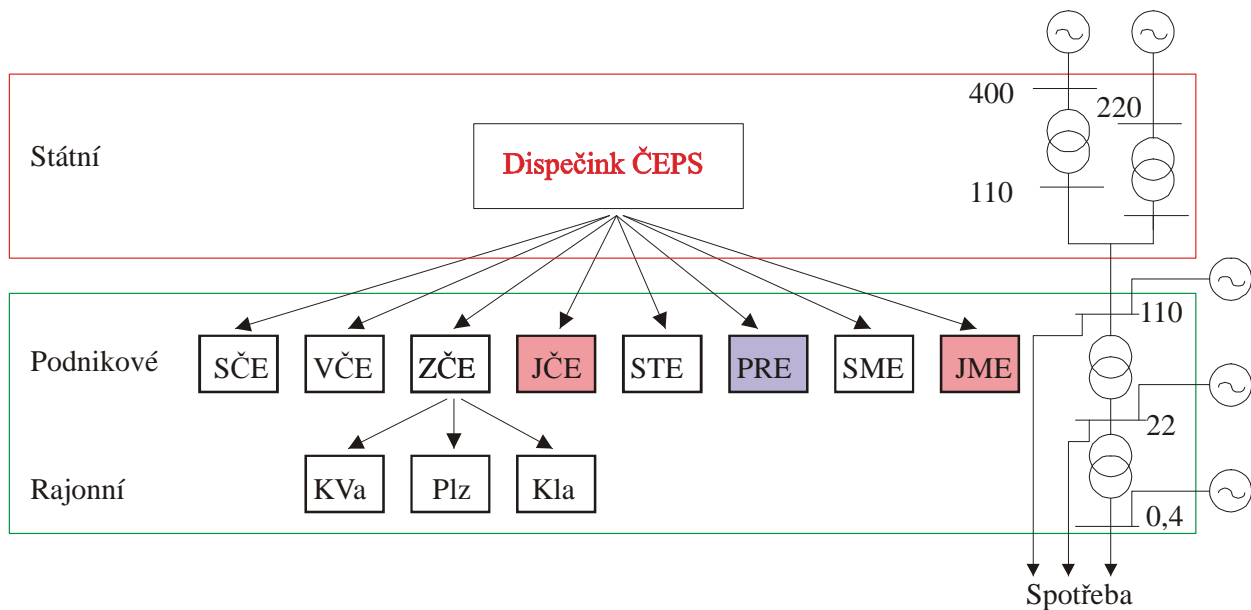 400
220
Státní
Dispečink ČEPS
110
110
Podnikové
SČE
VČE
ZČE
JČE
STE
PRE
SME
JME
22
Rajonní
KVa
Plz
Kla
0,4
Spotřeba